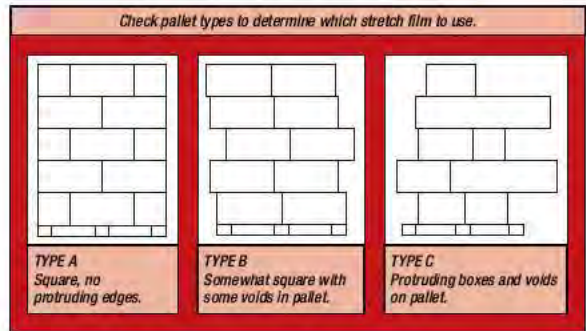 Check pallet types to determine which stretch film to use.
TYPE A
Square, no
protruding edges.
TYPE B
Somewhat square with
some voids in pallet.
TYPE C
Protruding boxes and voids
on pallet.